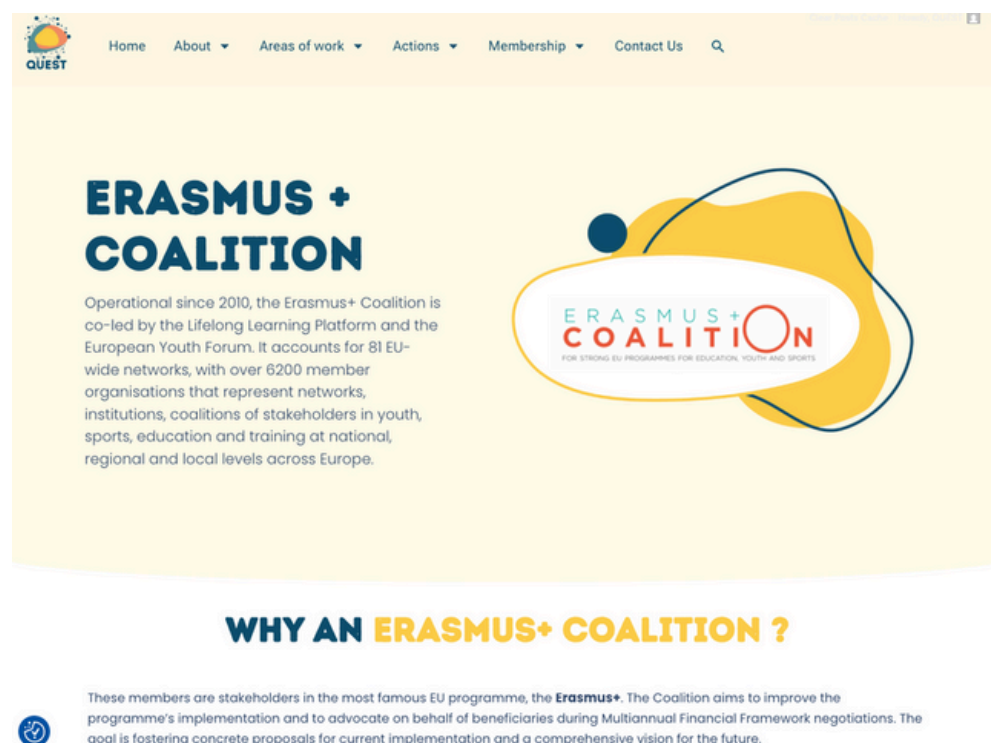 QUEST
Home About Areas of work Actions Membership Contact Us
ERASMUS +
COALITION
Operational since 2010, the Erasmus+ Coalition is
co-led by the Lifelong Learning Platform and the
European Youth Forum. It accounts for 81 EU-
wide networks, with over 6200 member
organisations that represent networks,
institutions, coalitions of stakeholders in youth,
sports, education and training at national,
regional and local levels across Europe.
ERASMUS+
COALITION
FOR STRONG EU PROGRAMMES FOR EDUCATION, YOUTH AND SPORTS
WHY AN ERASMUS+ COALITION ?
These members are stakeholders in the most famous EU programme, the Erasmus+. The Coalition aims to improve the
programme's implementation and to advocate on behalf of beneficiaries during Multiannual Financial Framework negotiations. The
goal is fostering concrete proposals for current implementation and a comprehensive vision for the future.